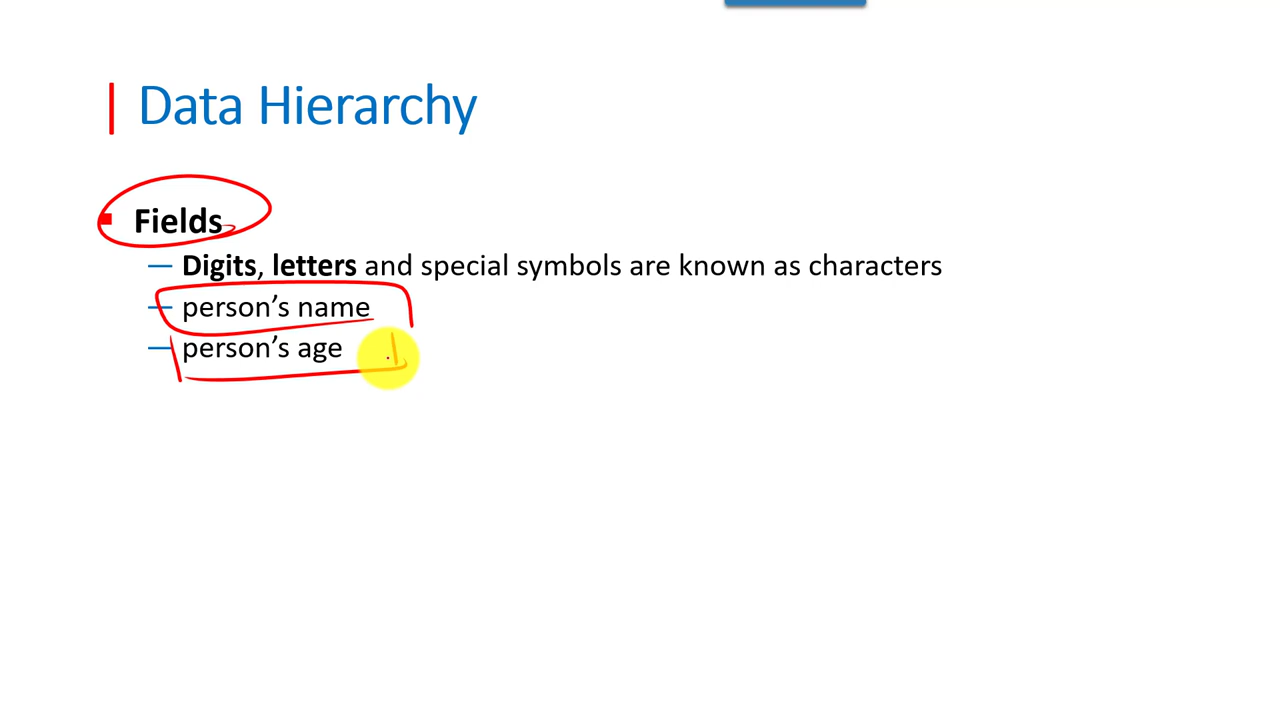 Data Hierarchy
Fields
— Digits, letters and special symbols are known as characters
— person’s name
— person’s age